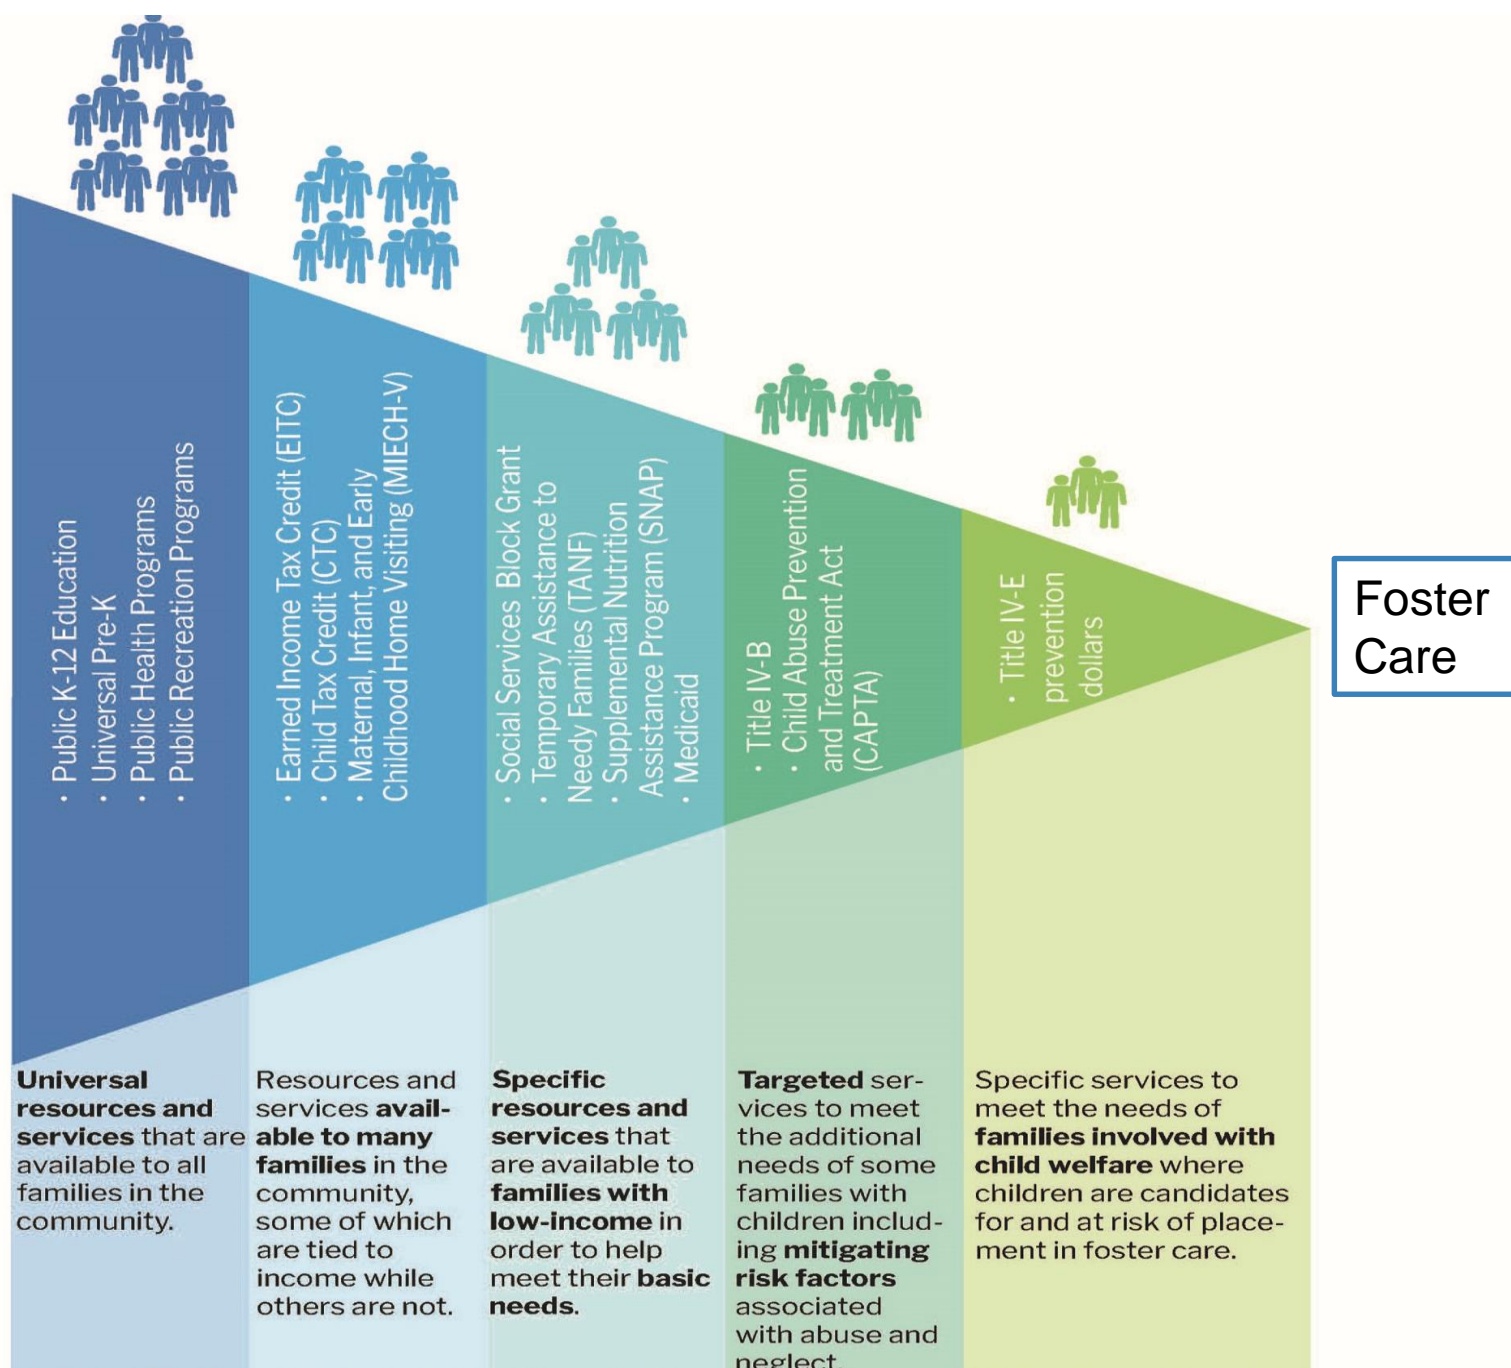 • Public K-12 Education
• Universal Pre-K
• Public Health Programs
• Public Recreation Programs
• Earned Income Tax Credit (EITC)
• Child Tax Credit (CTC)
• Maternal, Infant, and Early
Childhood Home Visiting (MIECH-V)
• Social Services Block Grant
• Temporary Assistance to
Needy Families (TANF)
• Supplemental Nutrition
Assistance Program (SNAP)
• Medicaid
• Title IV-B
• Child Abuse Prevention
and Treatment Act
(CAPTA)
• Title IV-E
prevention
dollars
Foster
Care
Universal
resources and
services that are
available to all
families in the
community.
Resources and
services avail-
able to many
families in the
community,
some of which
are tied to
income while
others are not.
Specific
resources and
services that
are available to
families with
low-income in
order to help
meet their basic
needs.
Targeted ser-
vices to meet
the additional
needs of some
families with
children includ-
ing mitigating
risk factors
associated
with abuse and
neglect.
Specific services to
meet the needs of
families involved with
child welfare where
children are candidates
for and at risk of place-
ment in foster care.